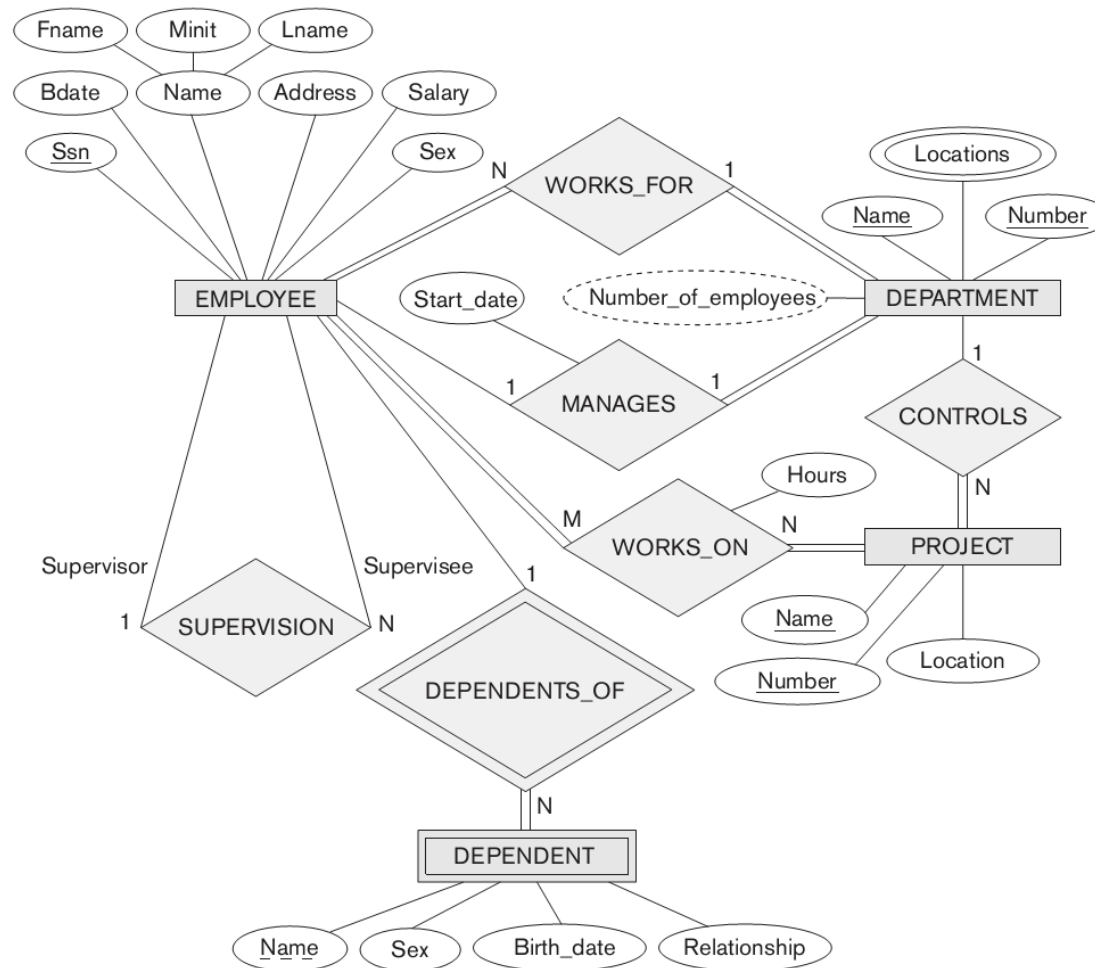 Fname
Minit
Lname
Bdate
Name
Address
Salary
Ssn
Sex
N
WORKS_FOR
1
Locations
Name
Number
EMPLOYEE
Start_date
Number_of_employees
DEPARTMENT
1
MANAGES
1
1
CONTROLS
N
Hours
M
WORKS_ON
N
PROJECT
Supervisor
Supervisee
1
1
SUPERVISION
N
Name
Number
Location
DEPENDENTS_OF
N
DEPENDENT
Name
Sex
Birth_date
Relationship